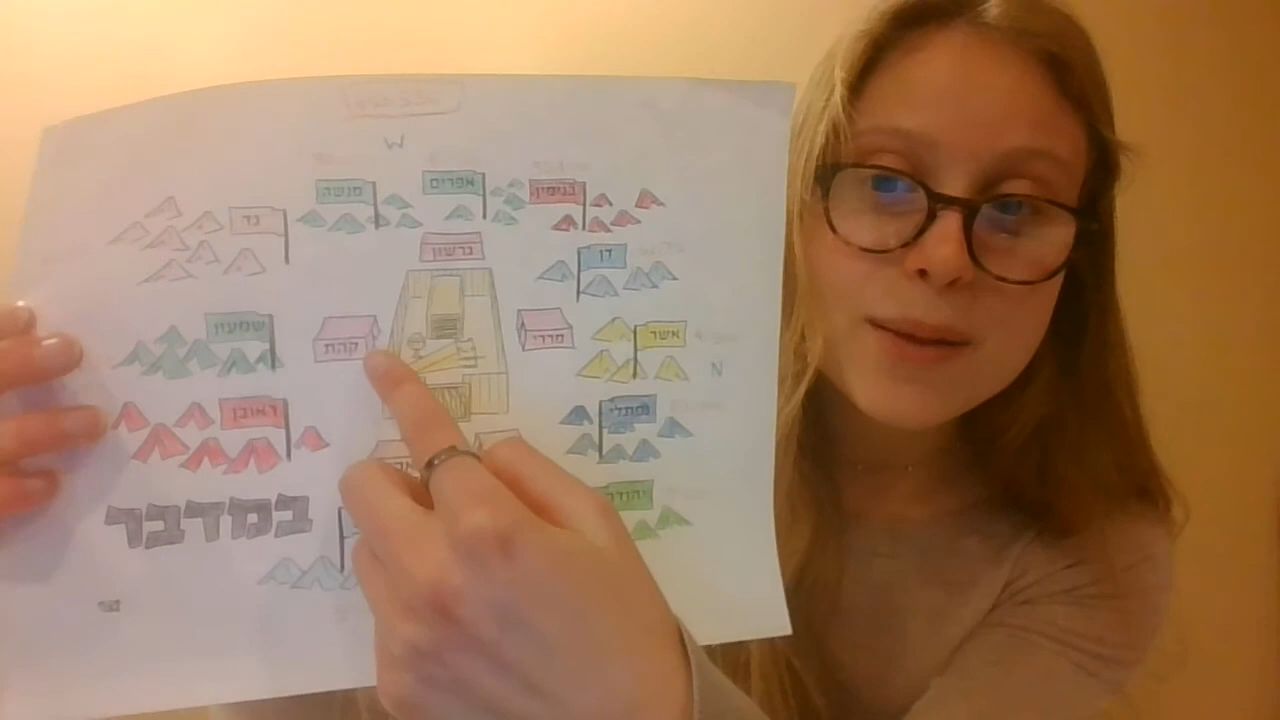 W
מנשה
אפרים
בנימין
גד
גרשון
דן
שמעון
קהת
מררי
אשר
N
ראובן
נפתלי
יהודה
במדבר